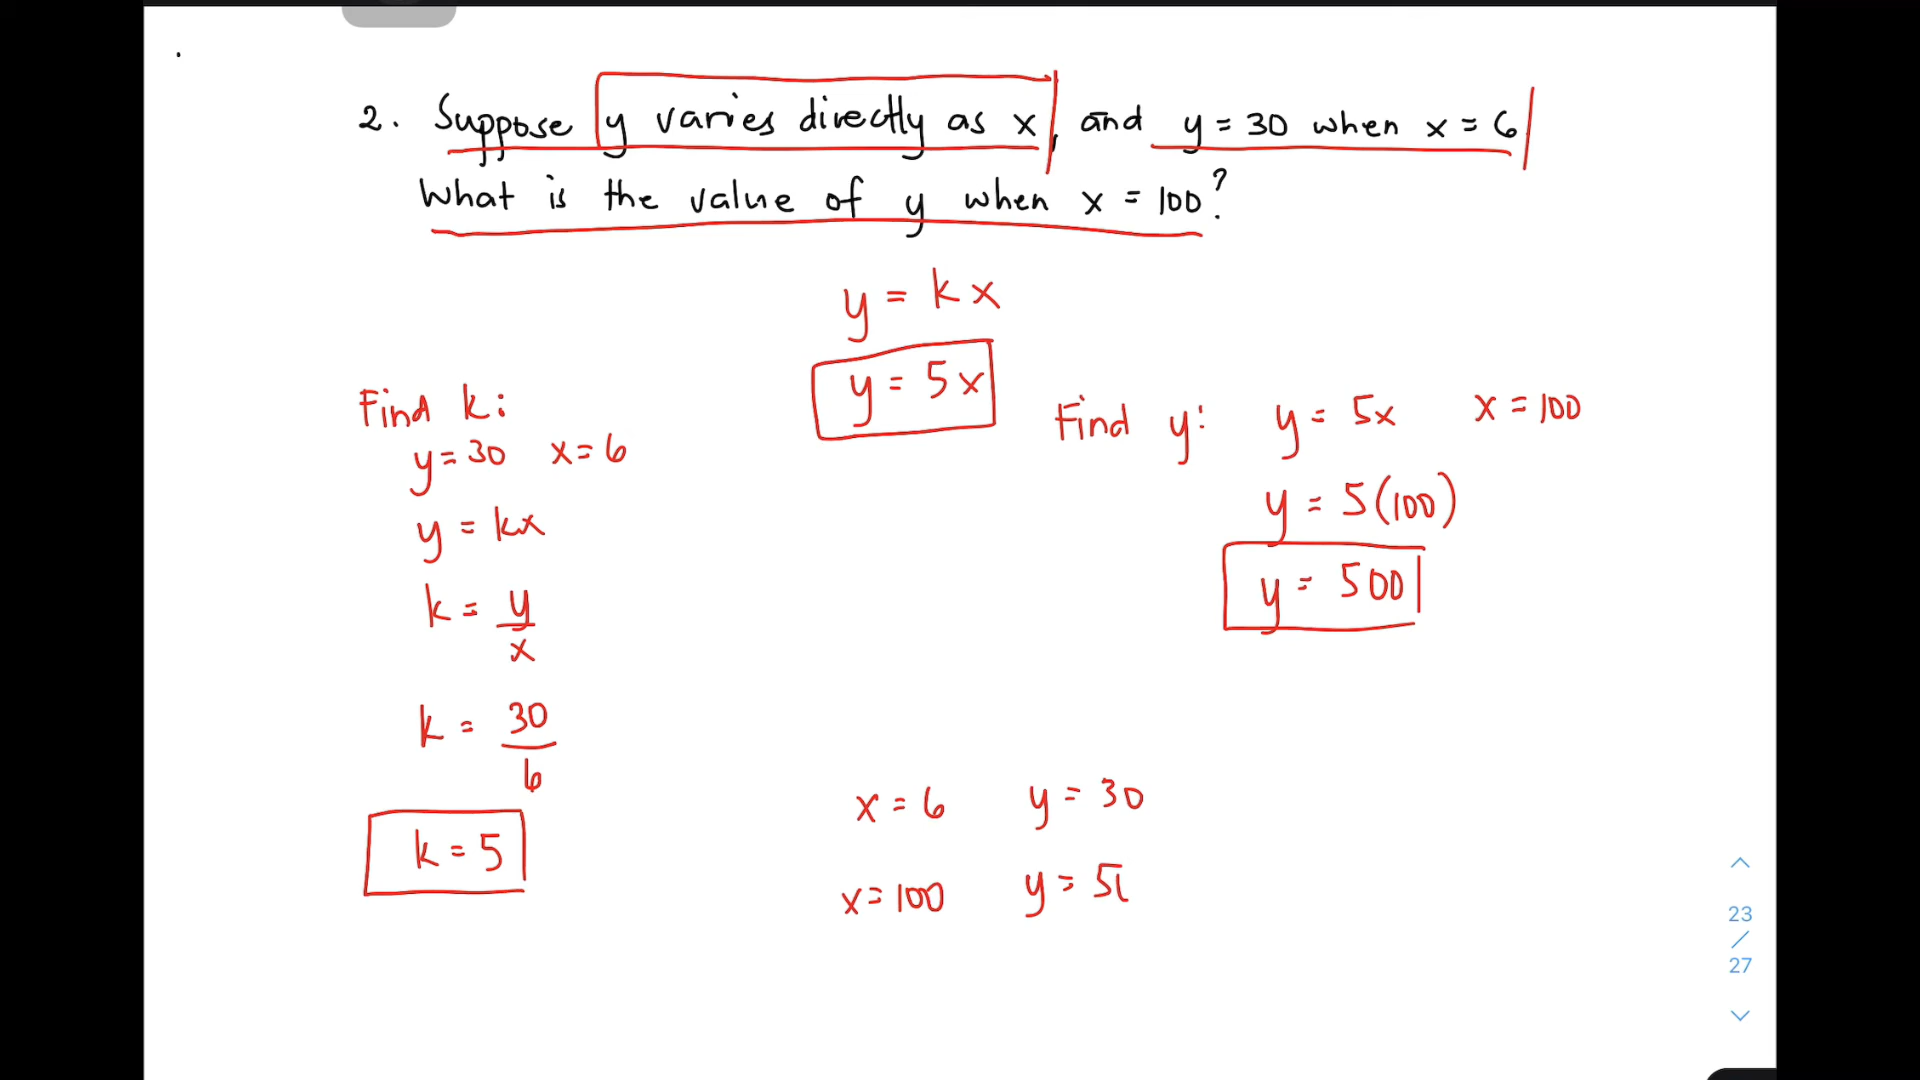 2. Suppose y varies directly as x, and y = 30 when x = 6
What is the value of y when x = 100?
y = kx
y = 5x
Find k:
y = 30 x = 6
y = kx
k = y/x
k = 30/6
k = 5
Find y: y = 5x x = 100
y = 5(100)
y = 500
x = 6 y = 30
x = 100 y = 5
23
/
27